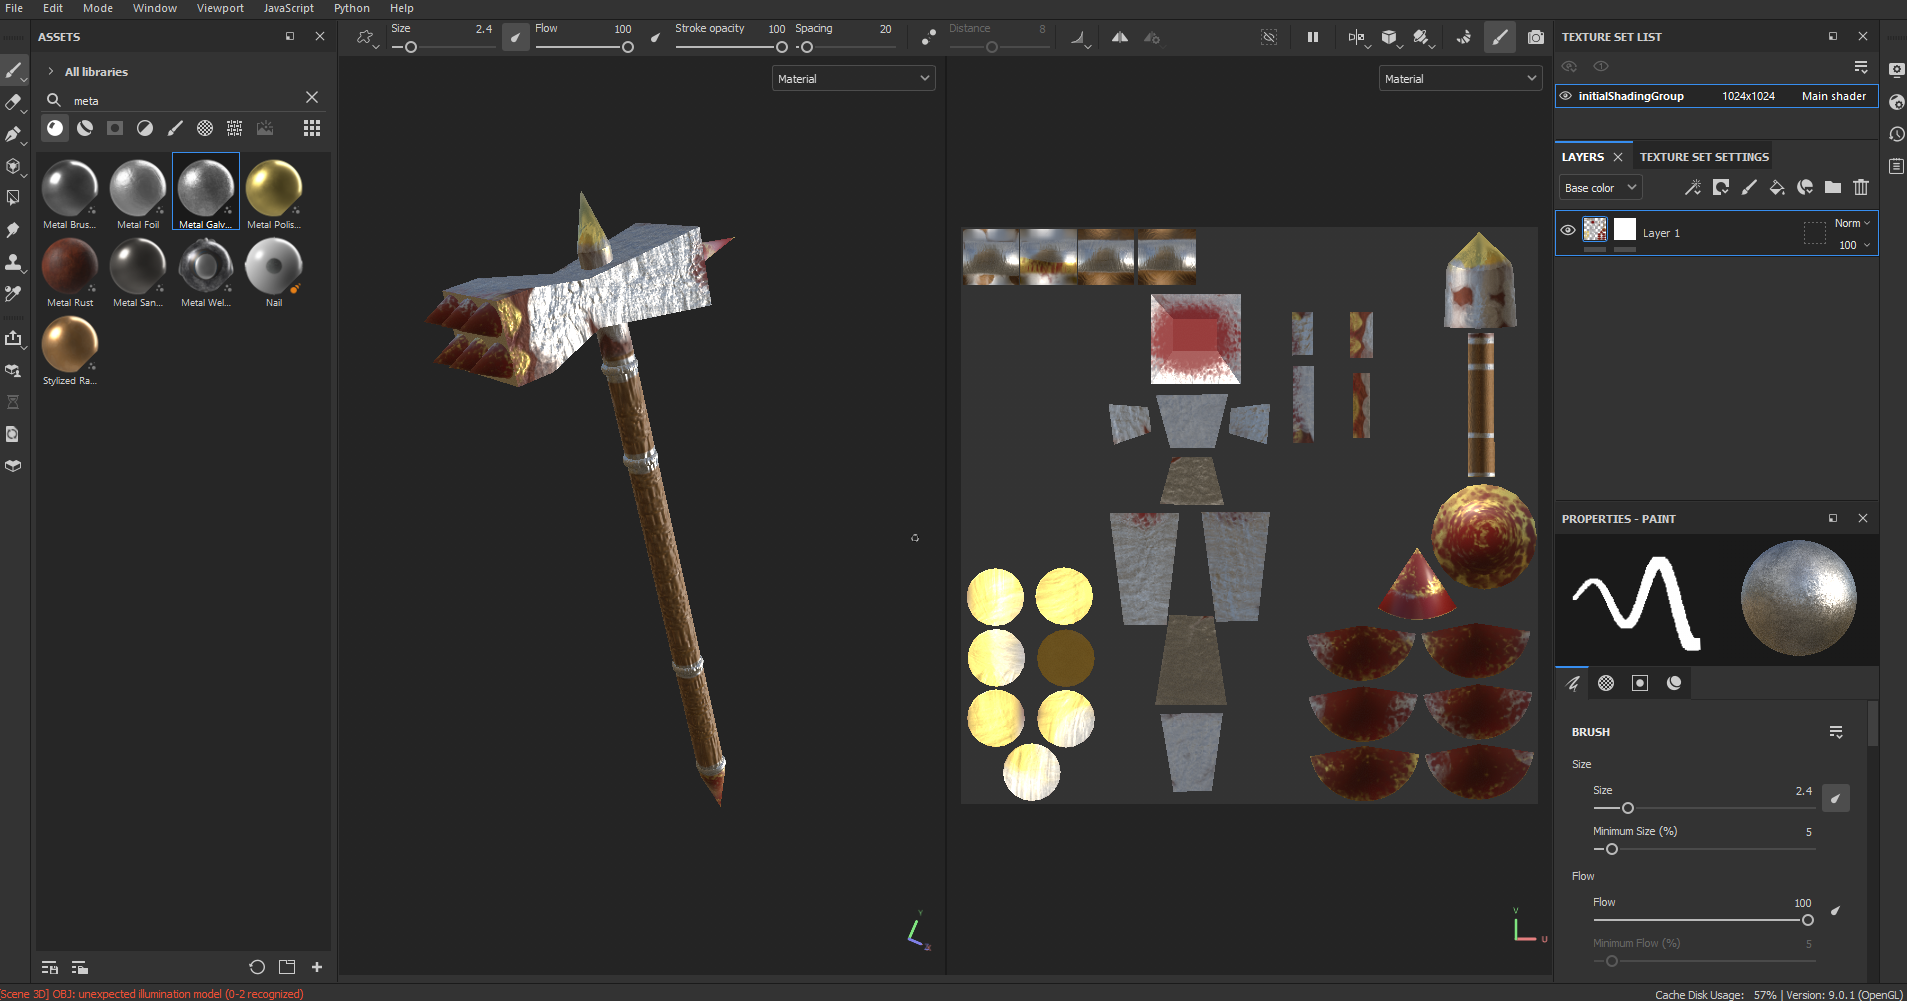 File Edit Mode Window Viewport JavaScript Python Help
ASSETS
All libraries
meta
Metal Brus...
Metal Foil
Metal Galv...
Metal Polis...
Metal Rust
Metal San...
Metal Wel...
Nail
Stylized Ra...
Size 2.4
Flow 100
Stroke opacity 100
Spacing 20
Distance 8
Material
Material
Y
X
V
U
TEXTURE SET LIST
initialShadingGroup 1024x1024 Main shader
LAYERS TEXTURE SET SETTINGS
Base color
Layer 1
Norm
100
PROPERTIES - PAINT
BRUSH
Size
Size 2.4
Minimum Size (%) 5
Flow
Flow 100
Minimum Flow (%) 5
[Scene 3D] OBJ: unexpected illumination model (0-2 recognized)
Cache Disk Usage: 57% | Version: 9.0.1 (OpenGL)